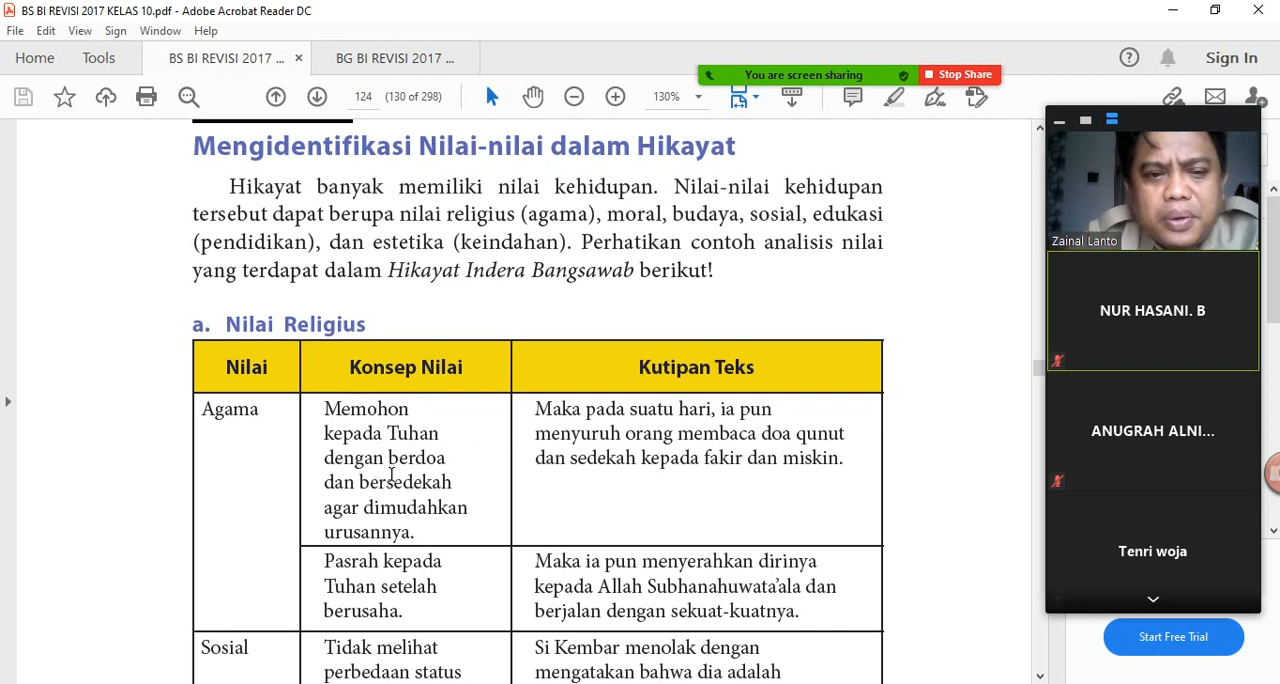 BS BI REVISI 2017 KELAS 10.pdf - Adobe Acrobat Reader DC
File Edit View Sign Window Help
Home Tools BS BI REVISI 2017 ... × BG BI REVISI 2017 ... Sign In
You are screen sharing Stop Share
124 (130 of 298) 130%
Mengidentifikasi Nilai-nilai dalam Hikayat
Hikayat banyak memiliki nilai kehidupan. Nilai-nilai kehidupan
tersebut dapat berupa nilai religius (agama), moral, budaya, sosial, edukasi
(pendidikan), dan estetika (keindahan). Perhatikan contoh analisis nilai
yang terdapat dalam Hikayat Indera Bangsawab berikut!
a. Nilai Religius
Nilai Konsep Nilai Kutipan Teks
Agama
Memohon
kepada Tuhan
dengan berdoa
dan bersedekah
agar dimudahkan
urusannya.
Maka pada suatu hari, ia pun
menyuruh orang membaca doa qunut
dan sedekah kepada fakir dan miskin.
Pasrah kepada
Tuhan setelah
berusaha.
Maka ia pun menyerahkan dirinya
kepada Allah Subhanahuwata’ala dan
berjalan dengan sekuat-kuatnya.
Sosial
Tidak melihat
perbedaan status
Si Kembar menolak dengan
mengatakan bahwa dia adalah
Zainal Lanto
NUR HASANI. B
ANUGRAH ALNI...
Tenri woja
Start Free Trial